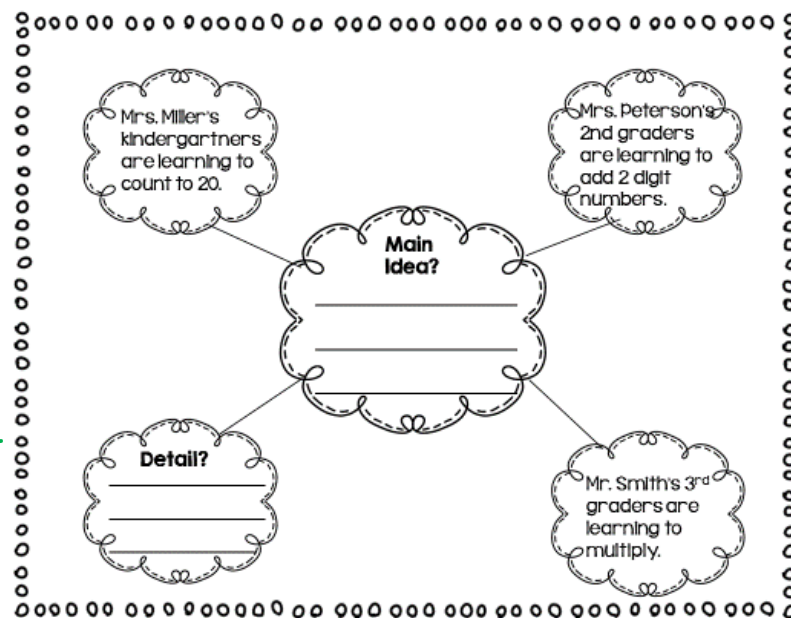 Mrs. Miller's
kindergartners
are learning to
count to 20.
Mrs. Peterson's
2nd graders
are learning to
add 2 digit
numbers.
Main
Idea?
Detail?
Mr. Smith's 3rd
graders are
learning to
multiply.